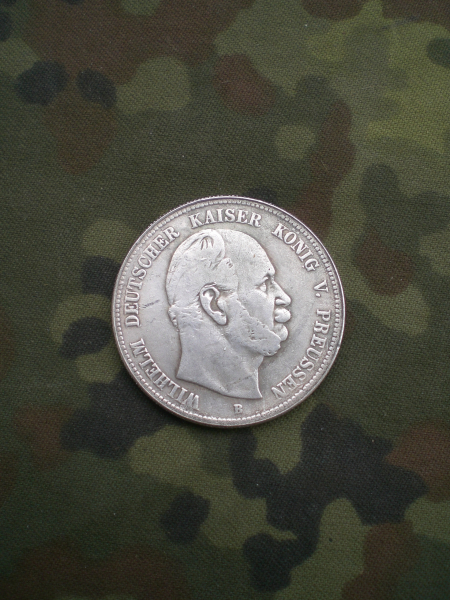 WILHELM DEUTSCHER KAISER KÖNIG V. PREUSSEN
B